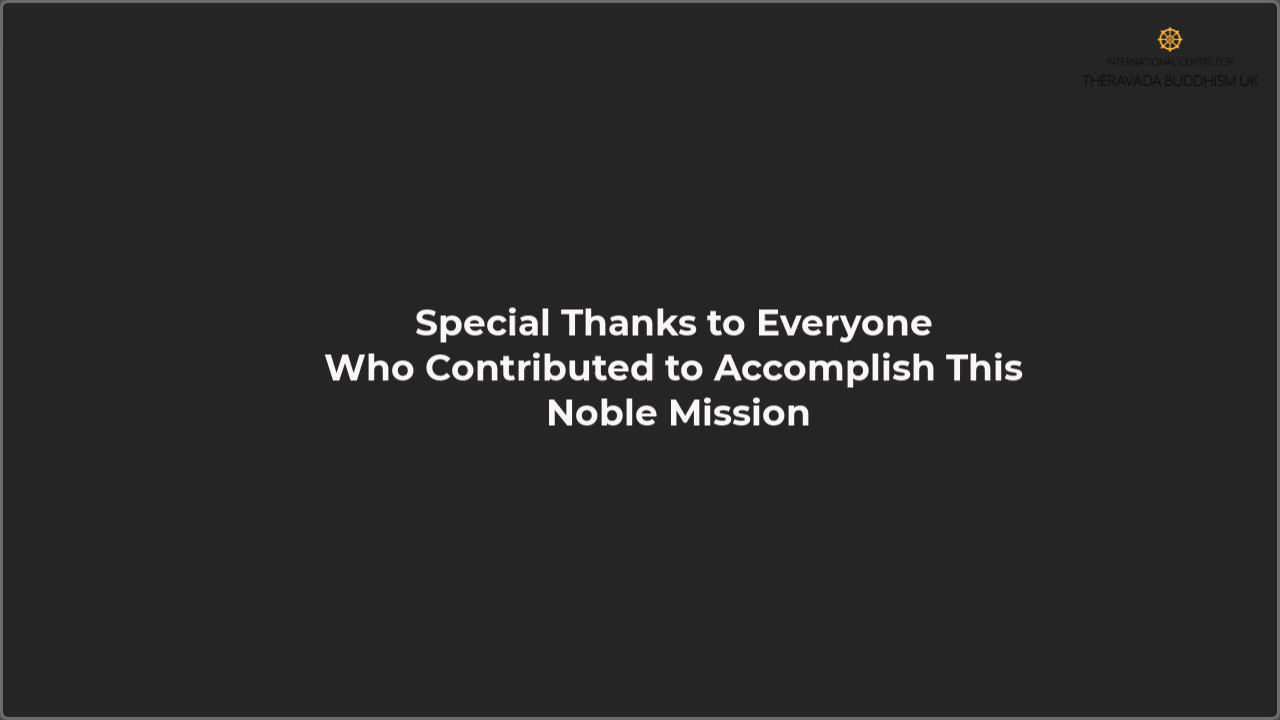 INTERNATIONAL CENTRE FOR
THERAVADA BUDDHISM UK
Special Thanks to Everyone
Who Contributed to Accomplish This
Noble Mission